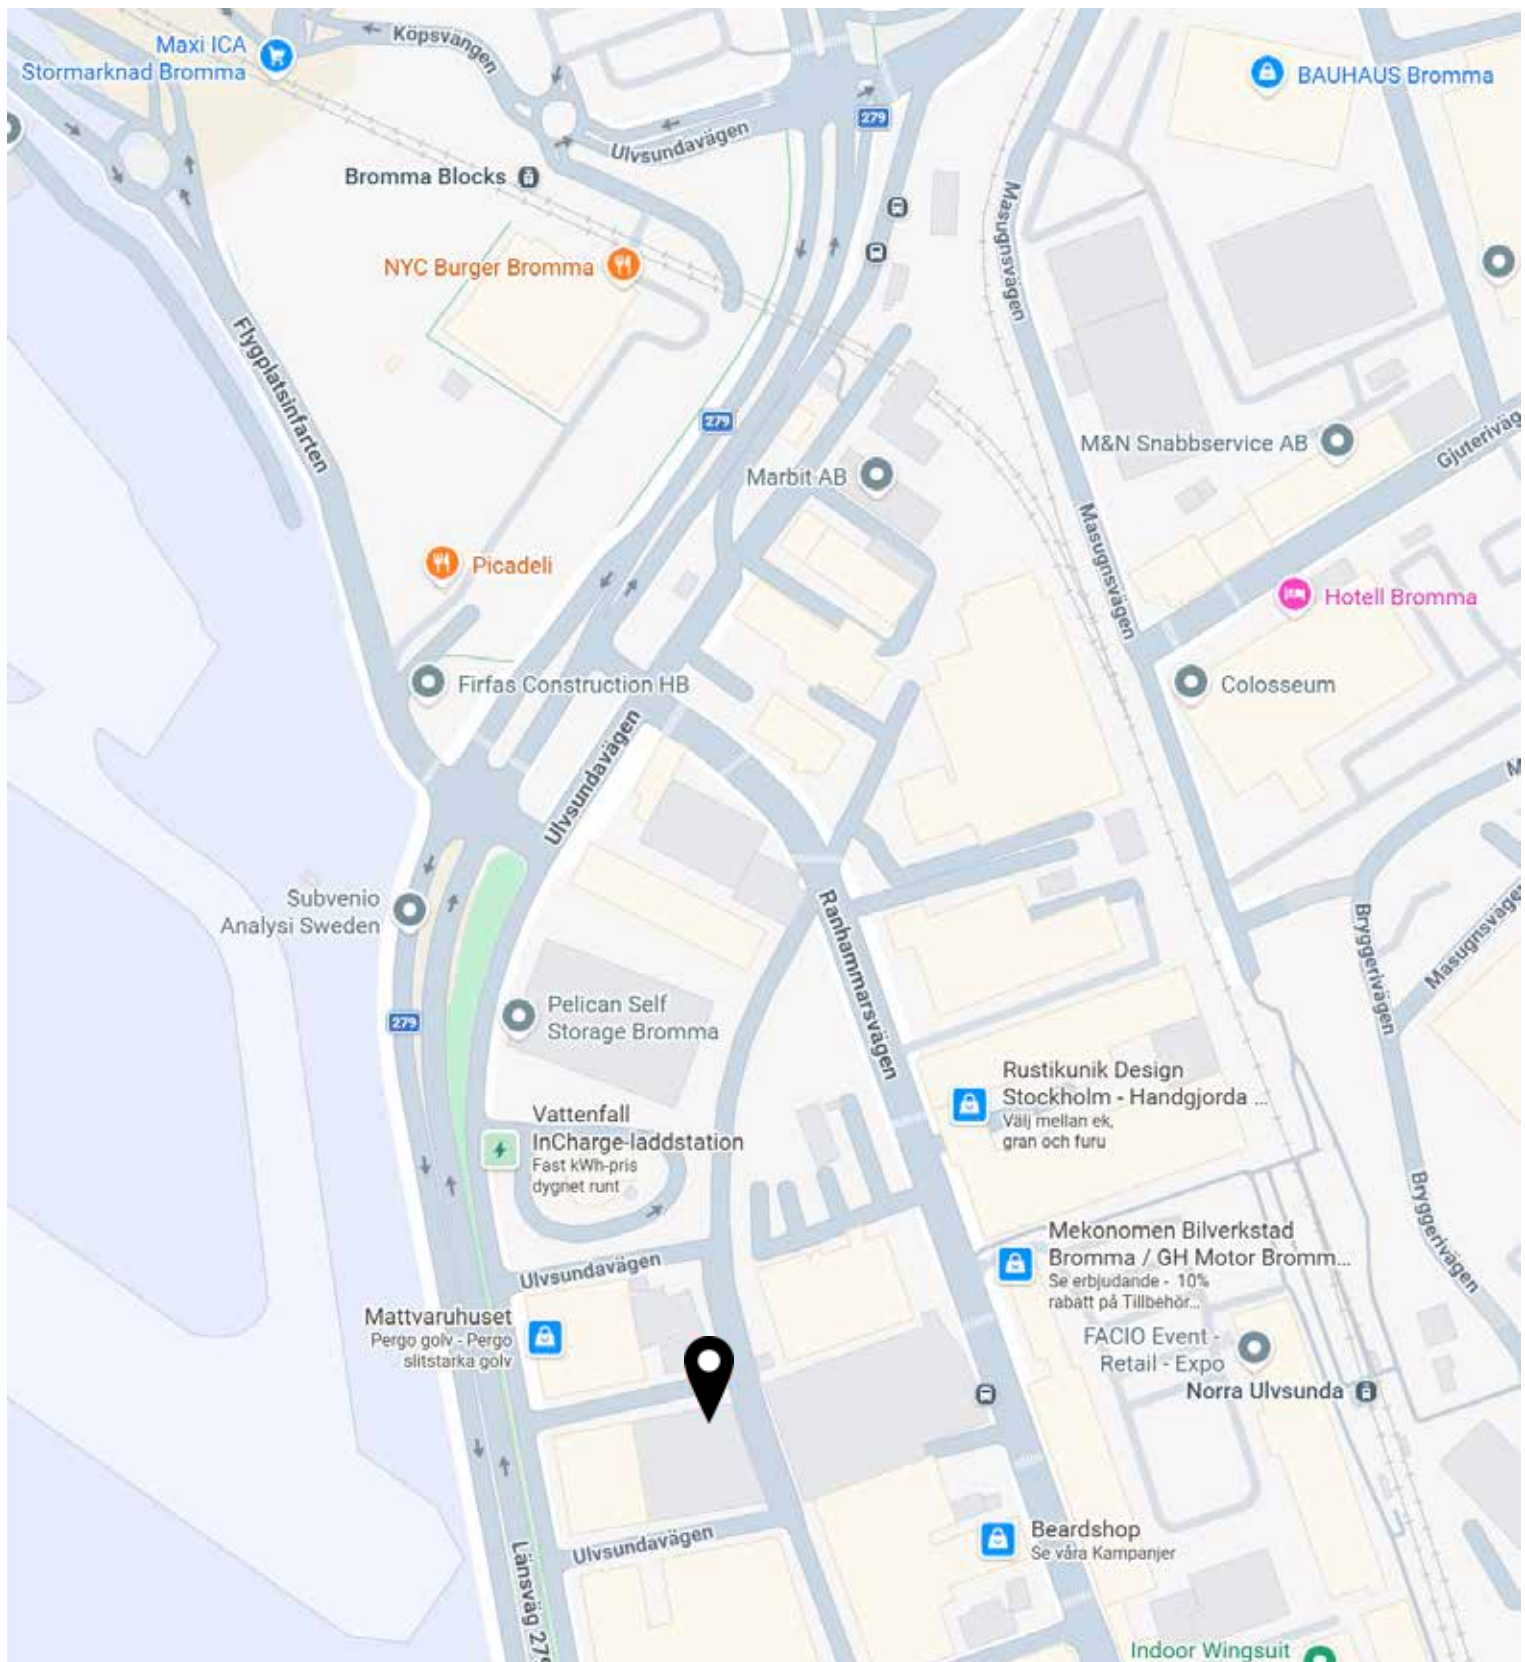 Maxi ICA
Stormarknad Bromma
Köpsvängen
BAUHAUS Bromma
279
Ulvsundavägen
Bromma Blocks
Masugnsvägen
NYC Burger Bromma
Flygplatsinfarten
279
M&N Snabbservice AB
Gjuteriväg
Marbit AB
Masugnsvägen
Picadeli
Hotell Bromma
Firfas Construction HB
Colosseum
Ulvsundavägen
M
Subvenio
Analysi Sweden
Ranhammarsvägen
Bryggerivägen
Masugnsvägen
Pelican Self
Storage Bromma
279
Rustikunik Design
Stockholm - Handgjorda ...
Välj mellan ek,
gran och furu
Vattenfall
InCharge-laddstation
Fast kWh-pris
dygnet runt
Bryggerivägen
Mekonomen Bilverkstad
Bromma / GH Motor Bromm...
Se erbjudande - 10%
rabatt på Tillbehör...
Ulvsundavägen
Mattvaruhuset
Pergo golv - Pergo
slitstarka golv
FACIO Event -
Retail - Expo
Norra Ulvsunda
Ulvsundavägen
Beardshop
Se våra Kampanjer
Länsväg 279
Indoor Wingsuit